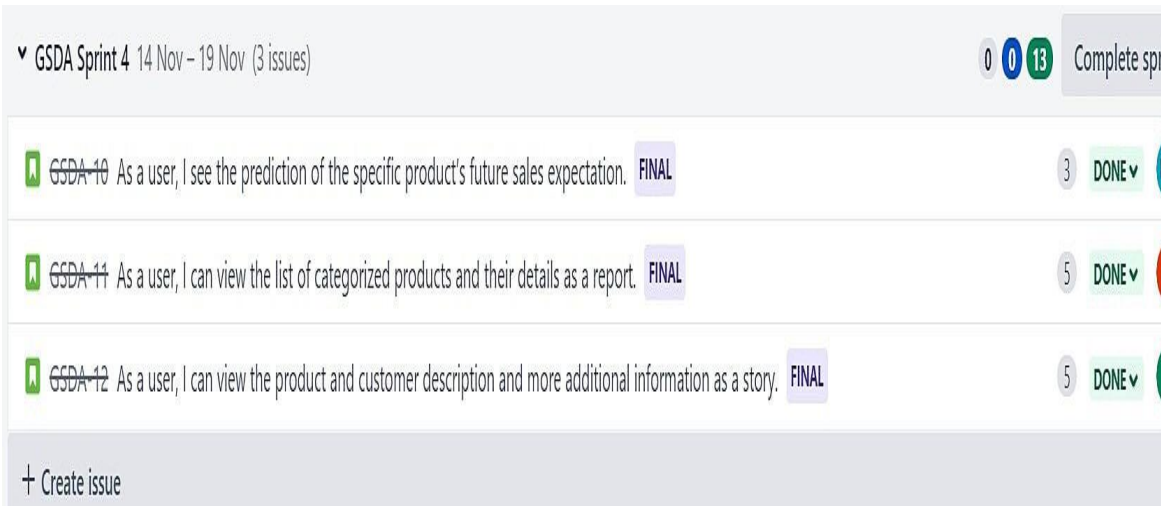 GSDA Sprint 4 14 Nov – 19 Nov (3 issues) 0 0 13 Complete spr
GSDA-10 As a user, I see the prediction of the specific product's future sales expectation. FINAL 3 DONE
GSDA-11 As a user, I can view the list of categorized products and their details as a report. FINAL 5 DONE
GSDA-12 As a user, I can view the product and customer description and more additional information as a story. FINAL 5 DONE
+ Create issue